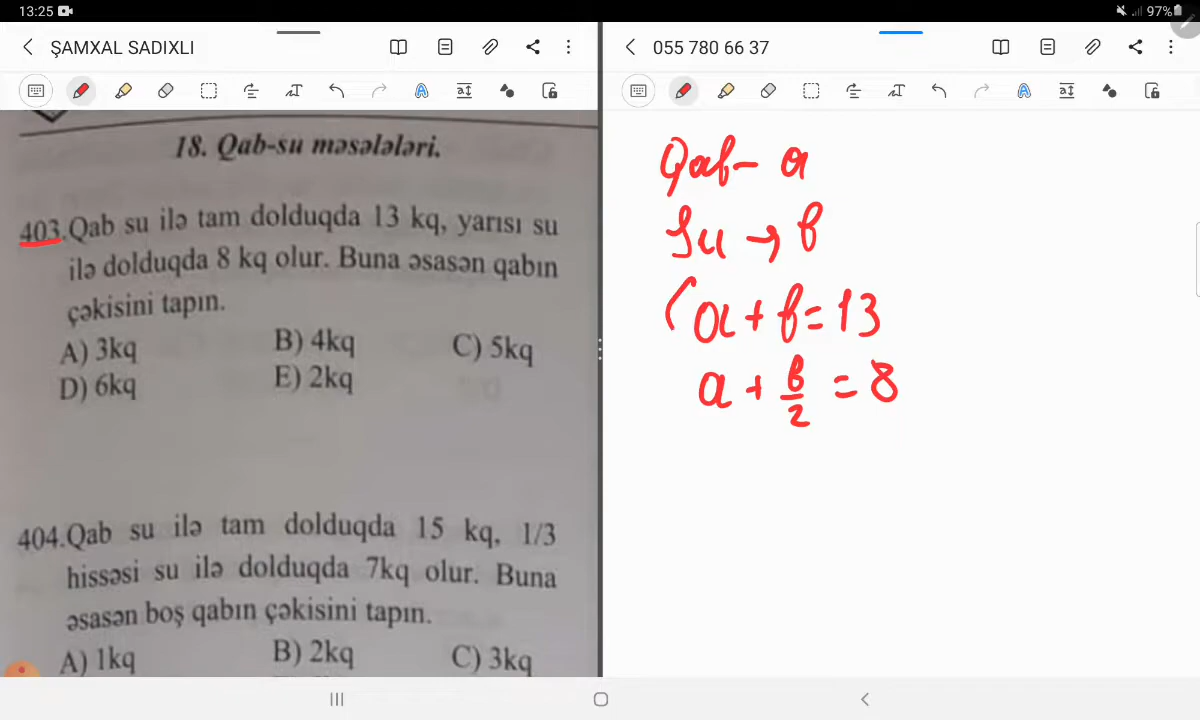 13:25
97%
ŞAMXAL SADIXLI
055 780 66 37
18. Qab-su məsələləri.
403.Qab su ilə tam dolduqda 13 kq, yarısı su
ilə dolduqda 8 kq olur. Buna əsasən qabın
çəkisini tapın.
A) 3kq B) 4kq C) 5kq
D) 6kq E) 2kq
404.Qab su ilə tam dolduqda 15 kq, 1/3
hissəsi su ilə dolduqda 7kq olur. Buna
əsasən boş qabın çəkisini tapın.
A) 1kq B) 2kq C) 3kq
Qab- a
Su → b
( a + b = 13
a + b/2 = 8